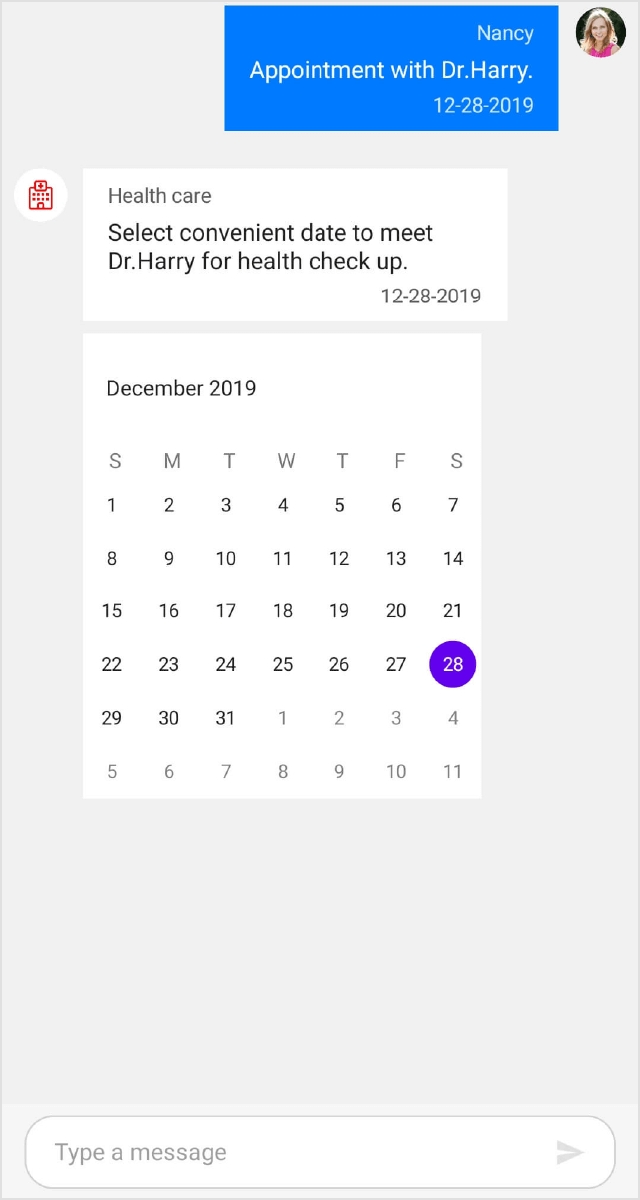 Nancy
Appointment with Dr.Harry.
12-28-2019
Health care
Select convenient date to meet
Dr.Harry for health check up.
12-28-2019
December 2019
S M T W T F S
1 2 3 4 5 6 7
8 9 10 11 12 13 14
15 16 17 18 19 20 21
22 23 24 25 26 27 28
29 30 31 1 2 3 4
5 6 7 8 9 10 11
Type a message